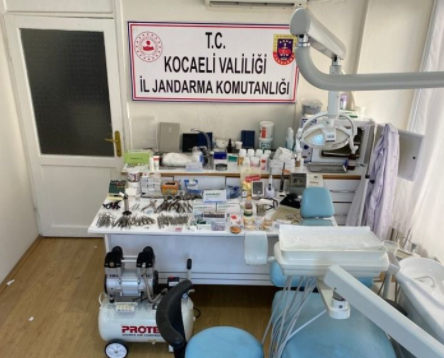 T.C.
KOCAELİ VALİLİĞİ
İL JANDARMA KOMUTANLIĞI
PROTE